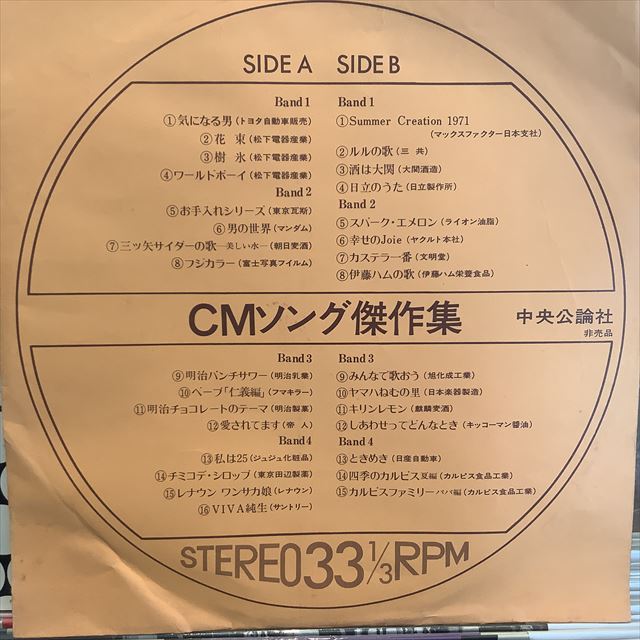 SIDE A SIDE B
Band 1
①気になる男(トヨタ自動車販売)
②花束(松下電器産業)
③樹氷(松下電器産業)
④ワールドボーイ(松下電器産業)
Band 2
⑤お手入れシリーズ(東京瓦斯)
⑥男の世界(マンダム)
⑦三ッ矢サイダーの歌―美しい水―(朝日麦酒)
⑧フジカラー(富士写真フイルム)
Band 1
①Summer Creation 1971
(マックスファクター日本支社)
②ルルの歌(三共)
③酒は大関(大関酒造)
④日立のうた(日立製作所)
Band 2
⑤スパーク・エメロン(ライオン油脂)
⑥幸せのJoie(ヤクルト本社)
⑦カステラ一番(文明堂)
⑧伊藤ハムの歌(伊藤ハム栄養食品)
CMソング傑作集
中央公論社
非売品
Band 3
⑨明治パンチサワー(明治乳業)
⑩ベープ「仁義編」(フマキラー)
⑪明治チョコレートのテーマ(明治製菓)
⑫愛されてます(帝人)
Band 4
⑬私は25(ジュジュ化粧品)
⑭チミコデ・シロップ(東京田辺製薬)
⑮レナウン ワンサカ娘(レナウン)
⑯VIVA純生(サントリー)
Band 3
⑨みんなで歌おう(旭化成工業)
⑩ヤマハねむの里(日本楽器製造)
⑪キリンレモン(麒麟麦酒)
⑫しあわせってどんなとき(キッコーマン醤油)
Band 4
⑬ときめき(日産自動車)
⑭四季のカルピス夏編(カルピス食品工業)
⑮カルピスファミリーパパ編(カルピス食品工業)
STEREO33⅓RPM